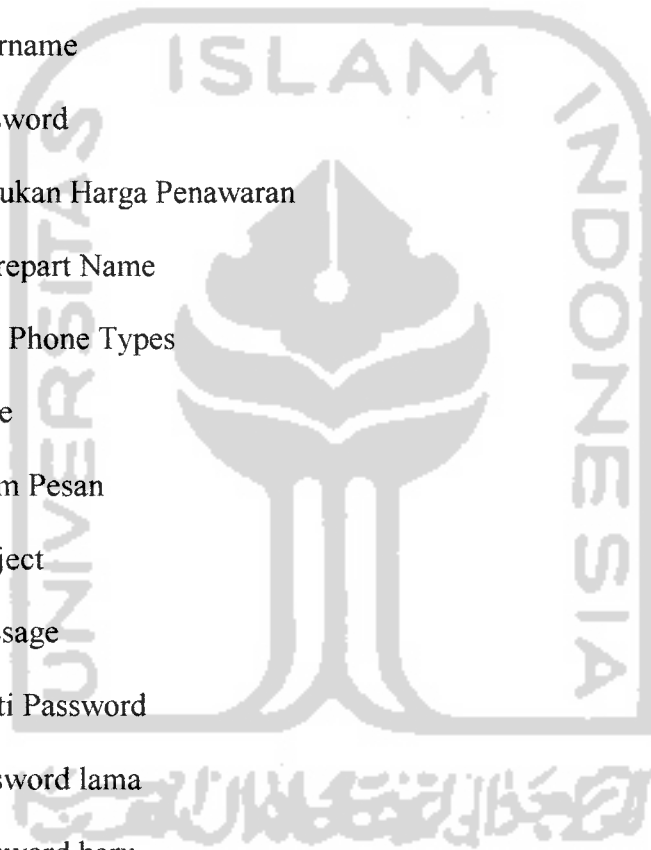 ISLAM
UNIVERSITAS
INDONESIA
rname
sword
ukan Harga Penawaran
repart Name
Phone Types
e
m Pesan
ject
ssage
ti Password
sword lama